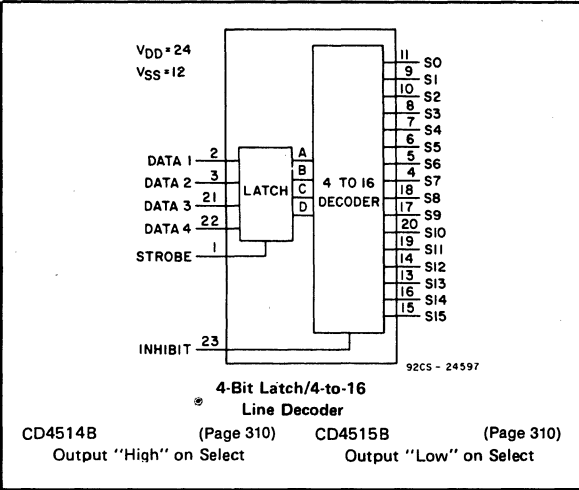 VDD=24
VSS=12
DATA 1 2
DATA 2 3
DATA 3 21
DATA 4 22
STROBE 1
INHIBIT 23
LATCH
A
B
C
D
4 TO 16
DECODER
11 S0
9 S1
10 S2
8 S3
7 S4
6 S5
5 S6
4 S7
18 S8
17 S9
20 S10
19 S11
14 S12
13 S13
16 S14
15 S15
92CS - 24597
4-Bit Latch/4-to-16
Line Decoder
CD4514B (Page 310) CD4515B (Page 310)
Output "High" on Select Output "Low" on Select